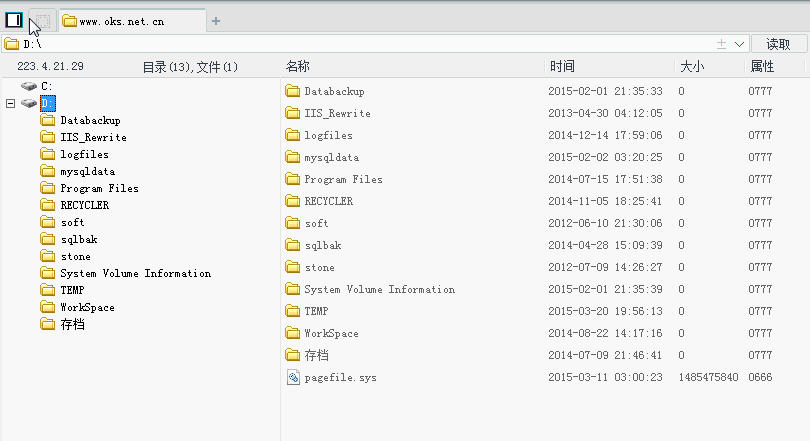 www.oks.net.cn
D:\
读取
223.4.21.29 目录(13),文件(1) 名称 时间 大小 属性
C:
D:
Databackup
IIS_Rewrite
logfiles
mysqldata
Program Files
RECYCLER
soft
sqlbak
stone
System Volume Information
TEMP
WorkSpace
存档
Databackup 2015-02-01 21:35:33 0 0777
IIS_Rewrite 2013-04-30 04:12:05 0 0777
logfiles 2014-12-14 17:59:06 0 0777
mysqldata 2015-02-02 03:20:25 0 0777
Program Files 2014-07-15 17:51:38 0 0777
RECYCLER 2014-11-05 18:25:41 0 0777
soft 2012-06-10 21:30:06 0 0777
sqlbak 2014-04-28 15:09:39 0 0777
stone 2012-07-09 14:26:27 0 0777
System Volume Information 2015-02-01 21:35:39 0 0777
TEMP 2015-03-20 19:56:13 0 0777
WorkSpace 2014-08-22 14:17:16 0 0777
存档 2014-07-09 21:46:41 0 0777
pagefile.sys 2015-03-11 03:00:23 1485475840 0666